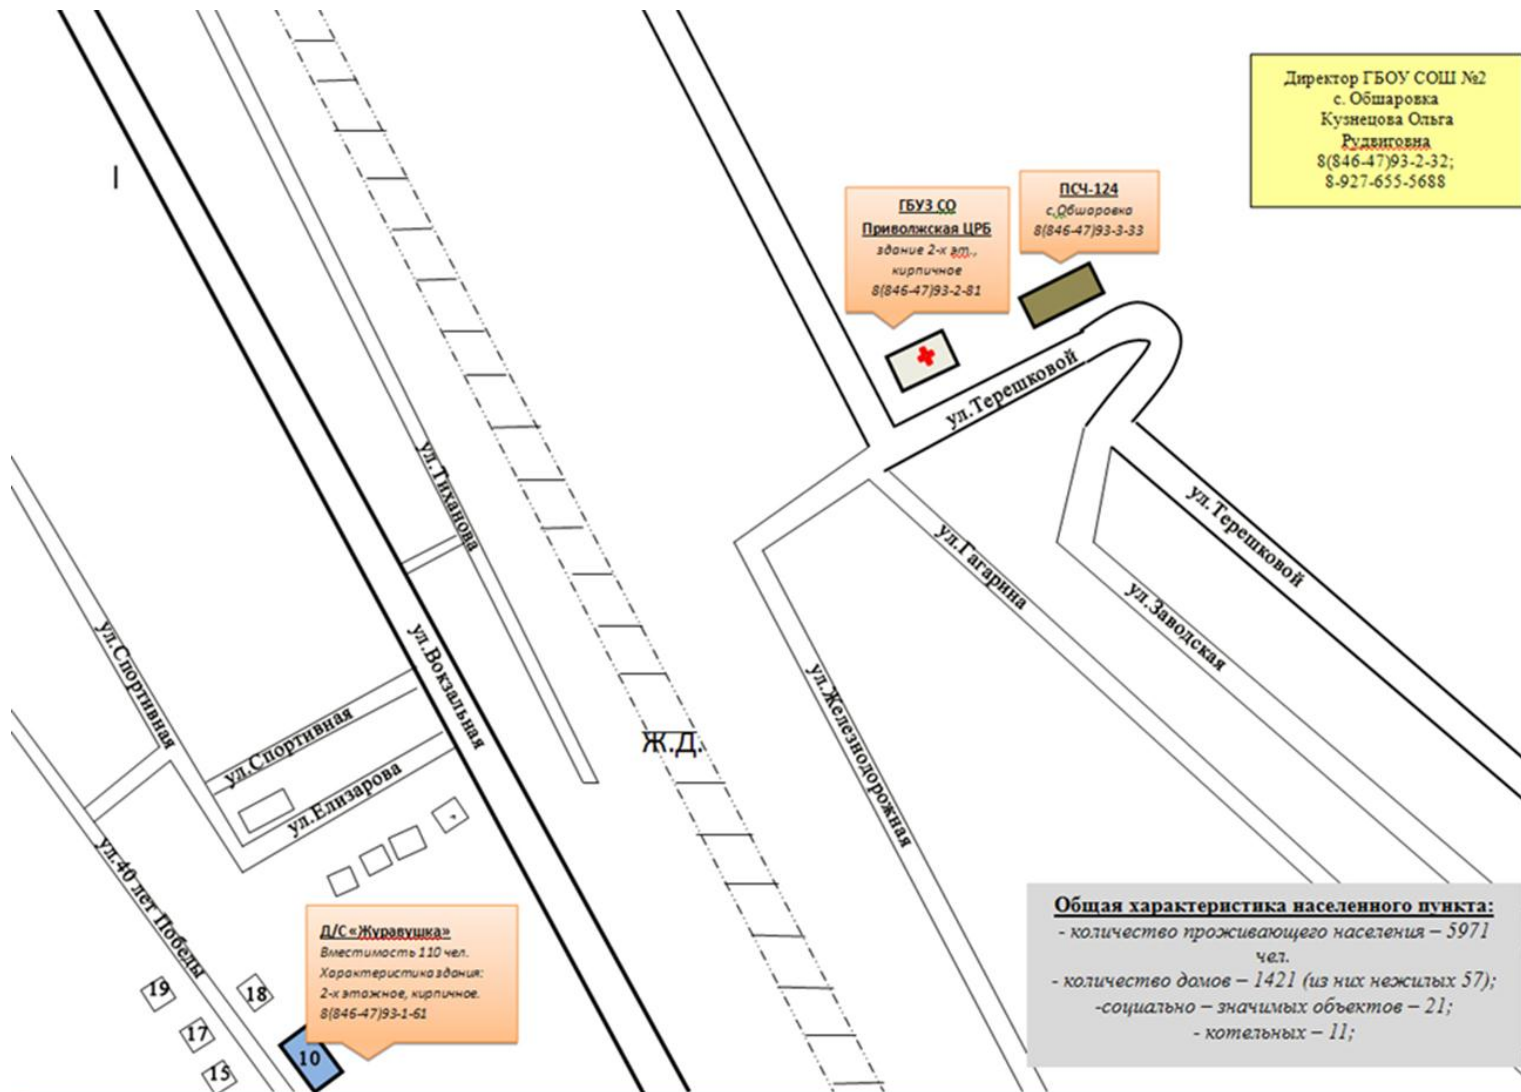 Директор ГБОУ СОШ №2
с. Обшаровка
Кузнецова Ольга
Рудвиговна
8(846-47)93-2-32;
8-927-655-5688
ПСЧ-124
с.Обшаровка
8(846-47)93-3-33
ГБУЗ СО
Приволжская ЦРБ
здание 2-х эт.,
кирпичное
8(846-47)93-2-81
ул.Терешковой
ул.Тиханова
ул.Терешковой
ул.Гагарина
ул.Заводская
ул.Спортивная
ул.Вокзальная
ул.Спортивная
ул.Елизарова
Ж.Д.
ул.Железнодорожная
ул.40 лет Победы
Д/С «Журавушка»
Вместимость 110 чел.
Характеристика здания:
2-х этажное, кирпичное.
8(846-47)93-1-61
19
18
17
10
15
Общая характеристика населенного пункта:
- количество проживающего населения – 5971
чел.
- количество домов – 1421 (из них нежилых 57);
-социально – значимых объектов – 21;
- котельных – 11;